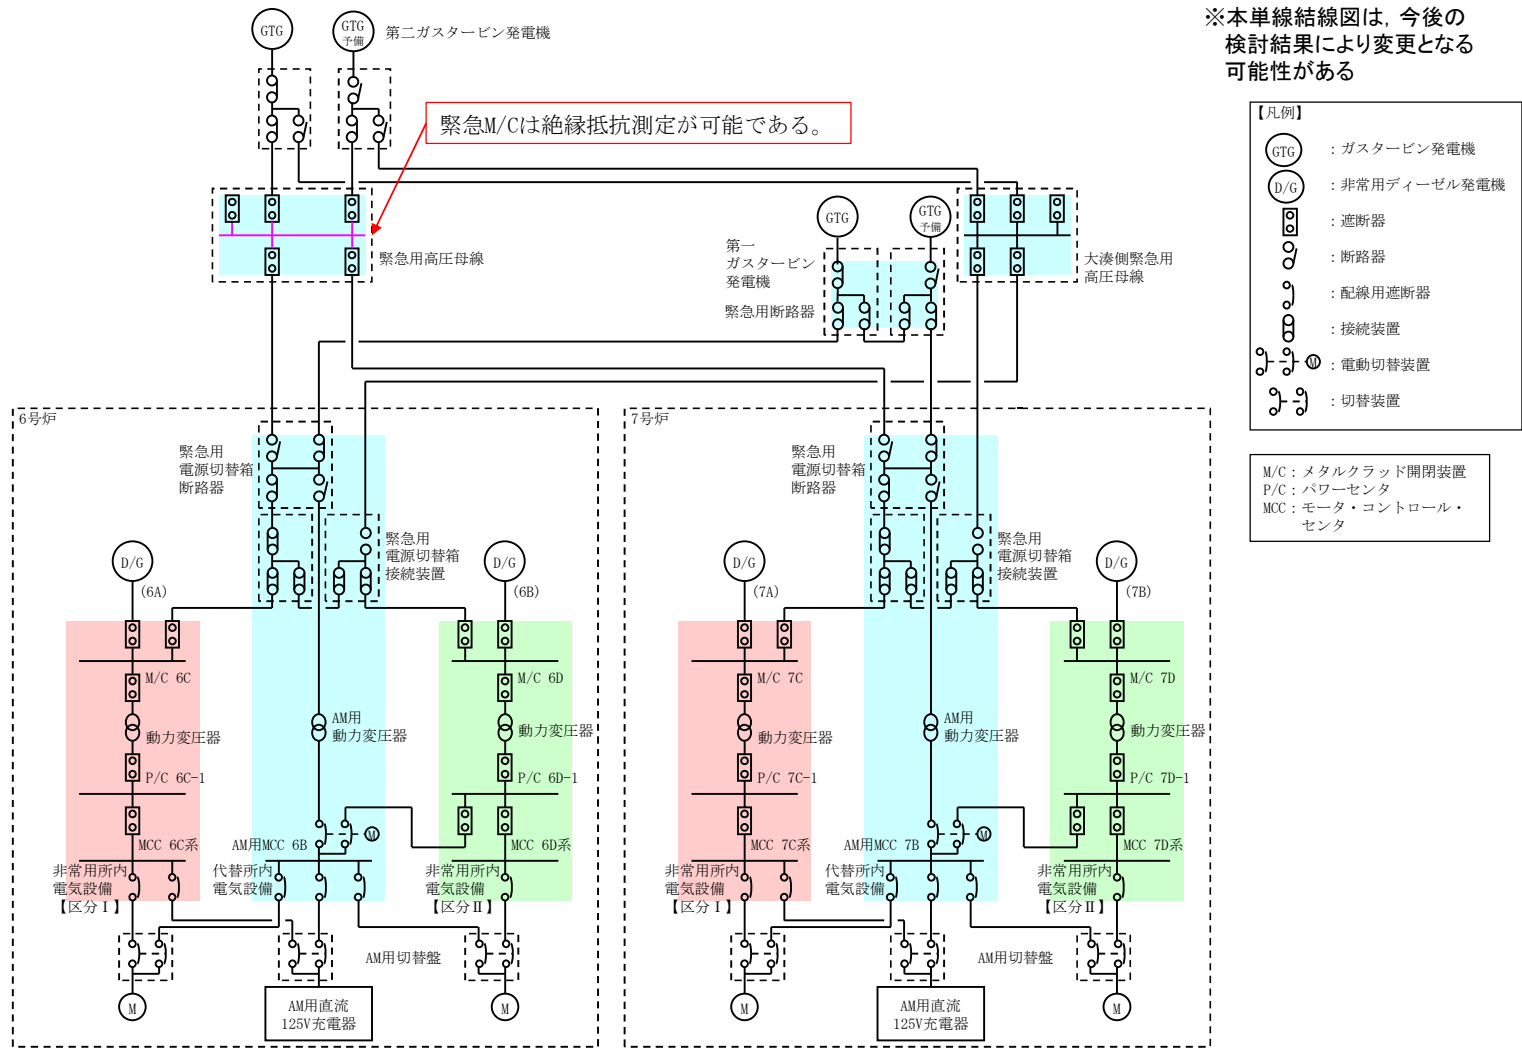 ※本単線結線図は，今後の
検討結果により変更となる
可能性がある
GTG
GTG
予備
第二ガスタービン発電機
緊急M/Cは絶縁抵抗測定が可能である。
緊急用高圧母線
GTG
GTG
予備
第一
ガスタービン
発電機
緊急用断路器
大湊側緊急用
高圧母線
【凡例】
GTG
：ガスタービン発電機
D/G
：非常用ディーゼル発電機
：遮断器
：断路器
：配線用遮断器
：接続装置
M
：電動切替装置
：切替装置
M/C：メタルクラッド開閉装置
P/C：パワーセンタ
MCC：モータ・コントロール・
センタ
6号炉
緊急用
電源切替箱
断路器
緊急用
電源切替箱
接続装置
D/G
(6A)
D/G
(6B)
M/C 6C
動力変圧器
P/C 6C-1
MCC 6C系
AM用
動力変圧器
M/C 6D
動力変圧器
P/C 6D-1
MCC 6D系
AM用MCC 6B
M
非常用所内
電気設備
【区分Ⅰ】
代替所内
電気設備
非常用所内
電気設備
【区分Ⅱ】
AM用切替盤
M
AM用直流
125V充電器
M
7号炉
緊急用
電源切替箱
断路器
緊急用
電源切替箱
接続装置
D/G
(7A)
D/G
(7B)
M/C 7C
動力変圧器
P/C 7C-1
MCC 7C系
AM用
動力変圧器
M/C 7D
動力変圧器
P/C 7D-1
MCC 7D系
AM用MCC 7B
M
非常用所内
電気設備
【区分Ⅰ】
代替所内
電気設備
非常用所内
電気設備
【区分Ⅱ】
AM用切替盤
M
AM用直流
125V充電器
M